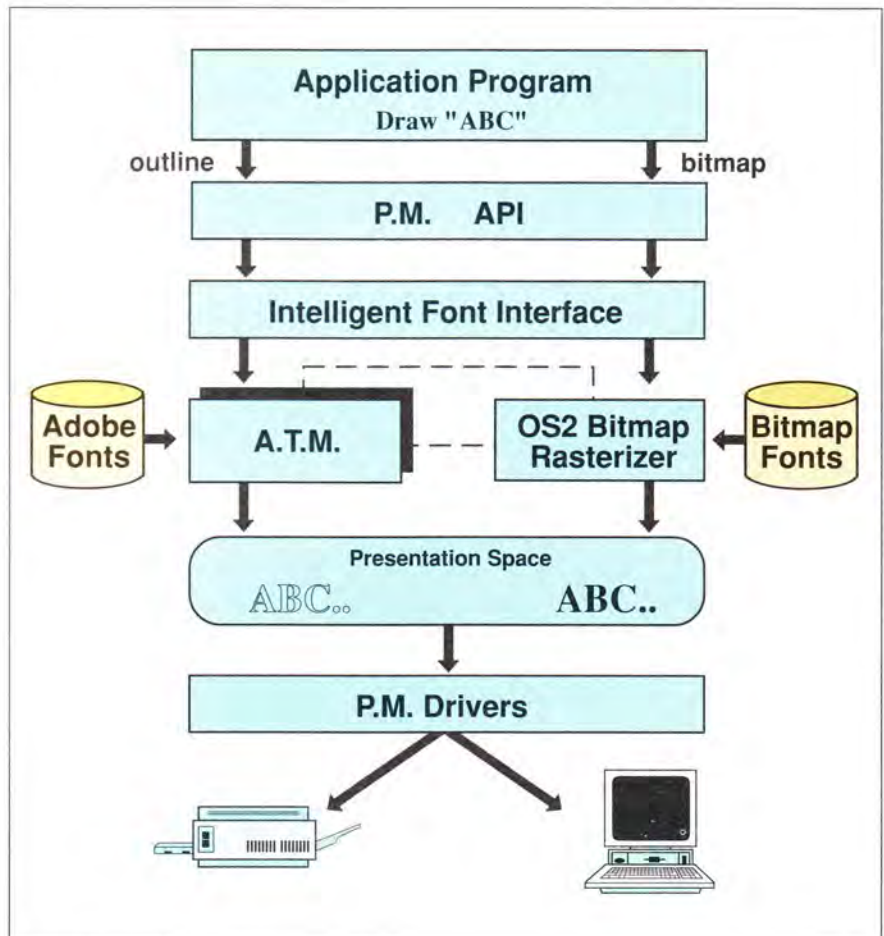 Application Program
Draw "ABC"
outline
bitmap
P.M. API
Intelligent Font Interface
Adobe
Fonts
A.T.M.
OS2 Bitmap
Rasterizer
Bitmap
Fonts
Presentation Space
ABC..
ABC..
P.M. Drivers